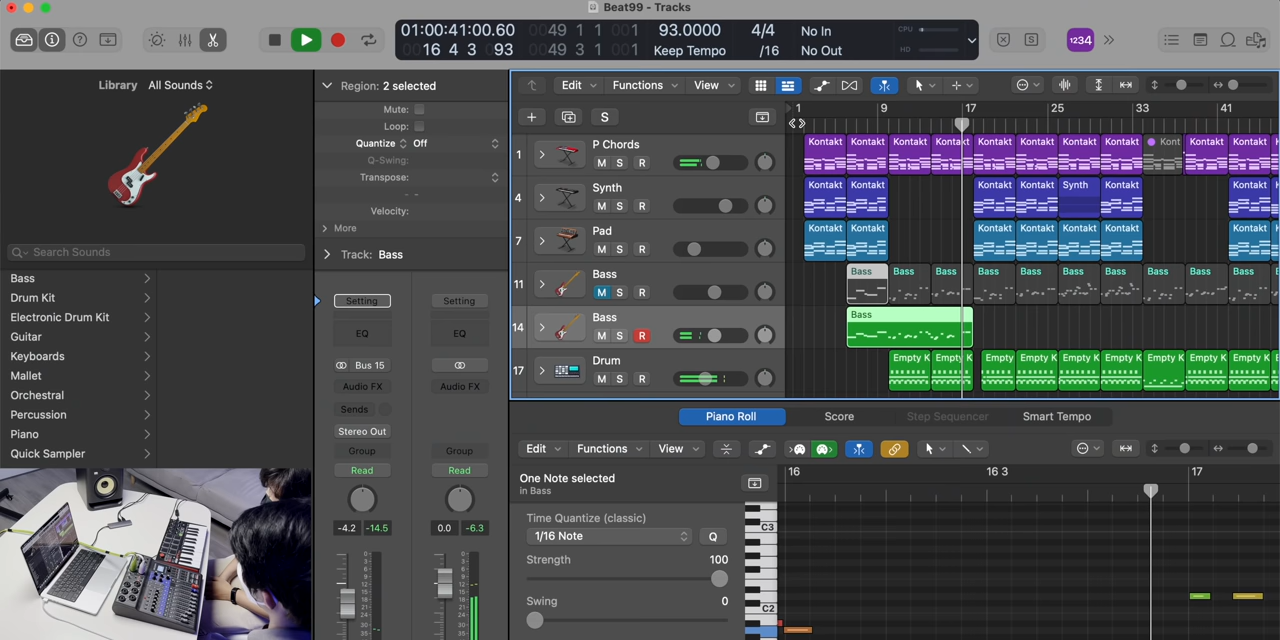 Beat99 - Tracks
01:00:41:00.60
0016 4 3 93
0049 1 1 001
0049 3 1 001
93.0000
Keep Tempo
4/4
/16
No In
No Out
CPU
HD
1234
Library All Sounds
Search Sounds
Bass
Drum Kit
Electronic Drum Kit
Guitar
Keyboards
Mallet
Orchestral
Percussion
Piano
Quick Sampler
Region: 2 selected
Mute:
Loop:
Quantize Off
Q-Swing:
Transpose:
Velocity:
More
Track: Bass
Setting Setting
EQ EQ
Bus 15
Audio FX Audio FX
Sends
Stereo Out
Group Group
Read Read
-4.2 -14.5 0.0 -6.3
Edit Functions View
S
1 9 17 25 33 41
1 P Chords
M S R
Kontakt Kontakt Kontakt Kontakt Kontakt Kontakt Kontakt Kontakt Kont Kontakt Kontakt
4 Synth
M S R
Kontakt Kontakt Kontakt Kontakt Synth Kontakt Kontakt
7 Pad
M S R
Kontakt Kontakt Kontakt Kontakt Kontakt Kontakt Kontakt
11 Bass
M S R
Bass Bass Bass Bass Bass Bass Bass Bass Bass Bass
14 Bass
M S R
Bass
17 Drum
M S R
Empty K Empty K Empty K Empty K Empty K Empty K Empty K Empty K Empty K
Piano Roll Score Step Sequencer Smart Tempo
Edit Functions View
One Note selected
in Bass
Time Quantize (classic)
1/16 Note Q
Strength 100
Swing 0
16 16 3 17
C3
C2